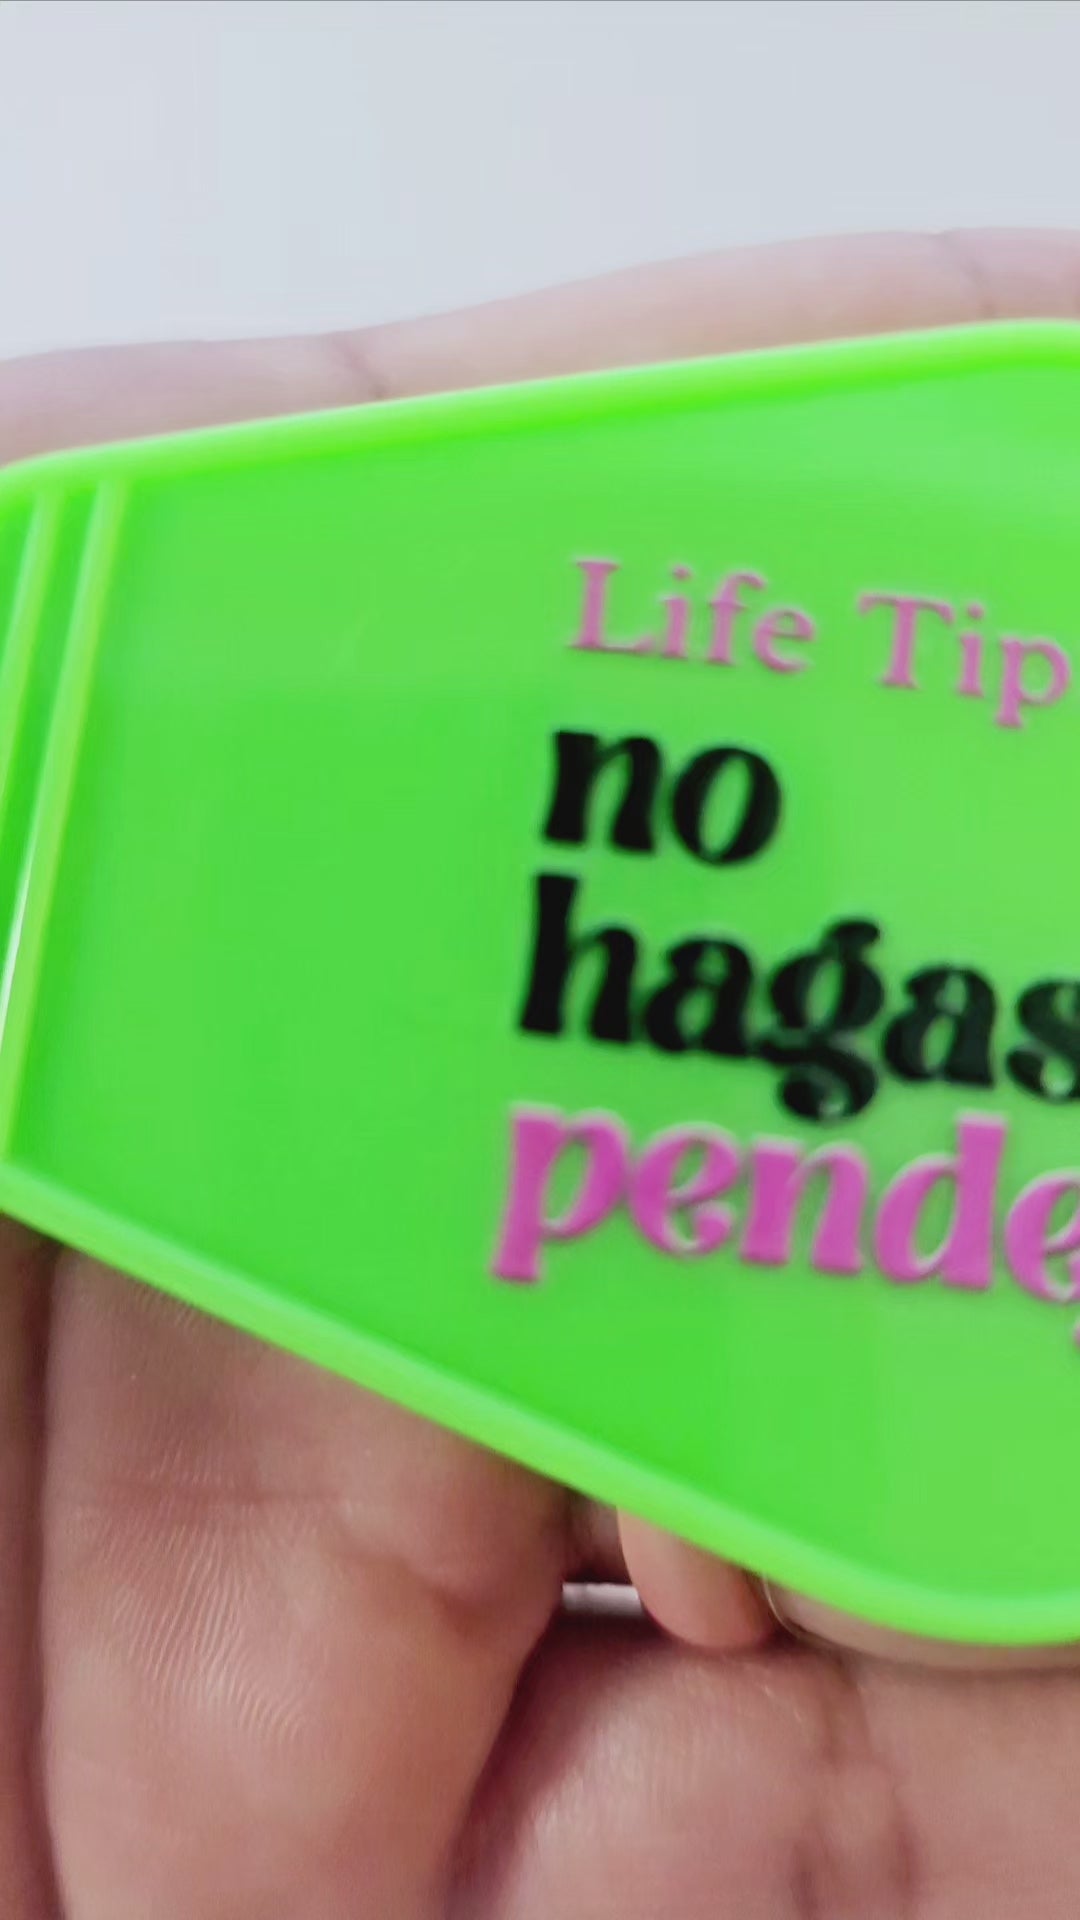 Life Tip
no
hagas
pende